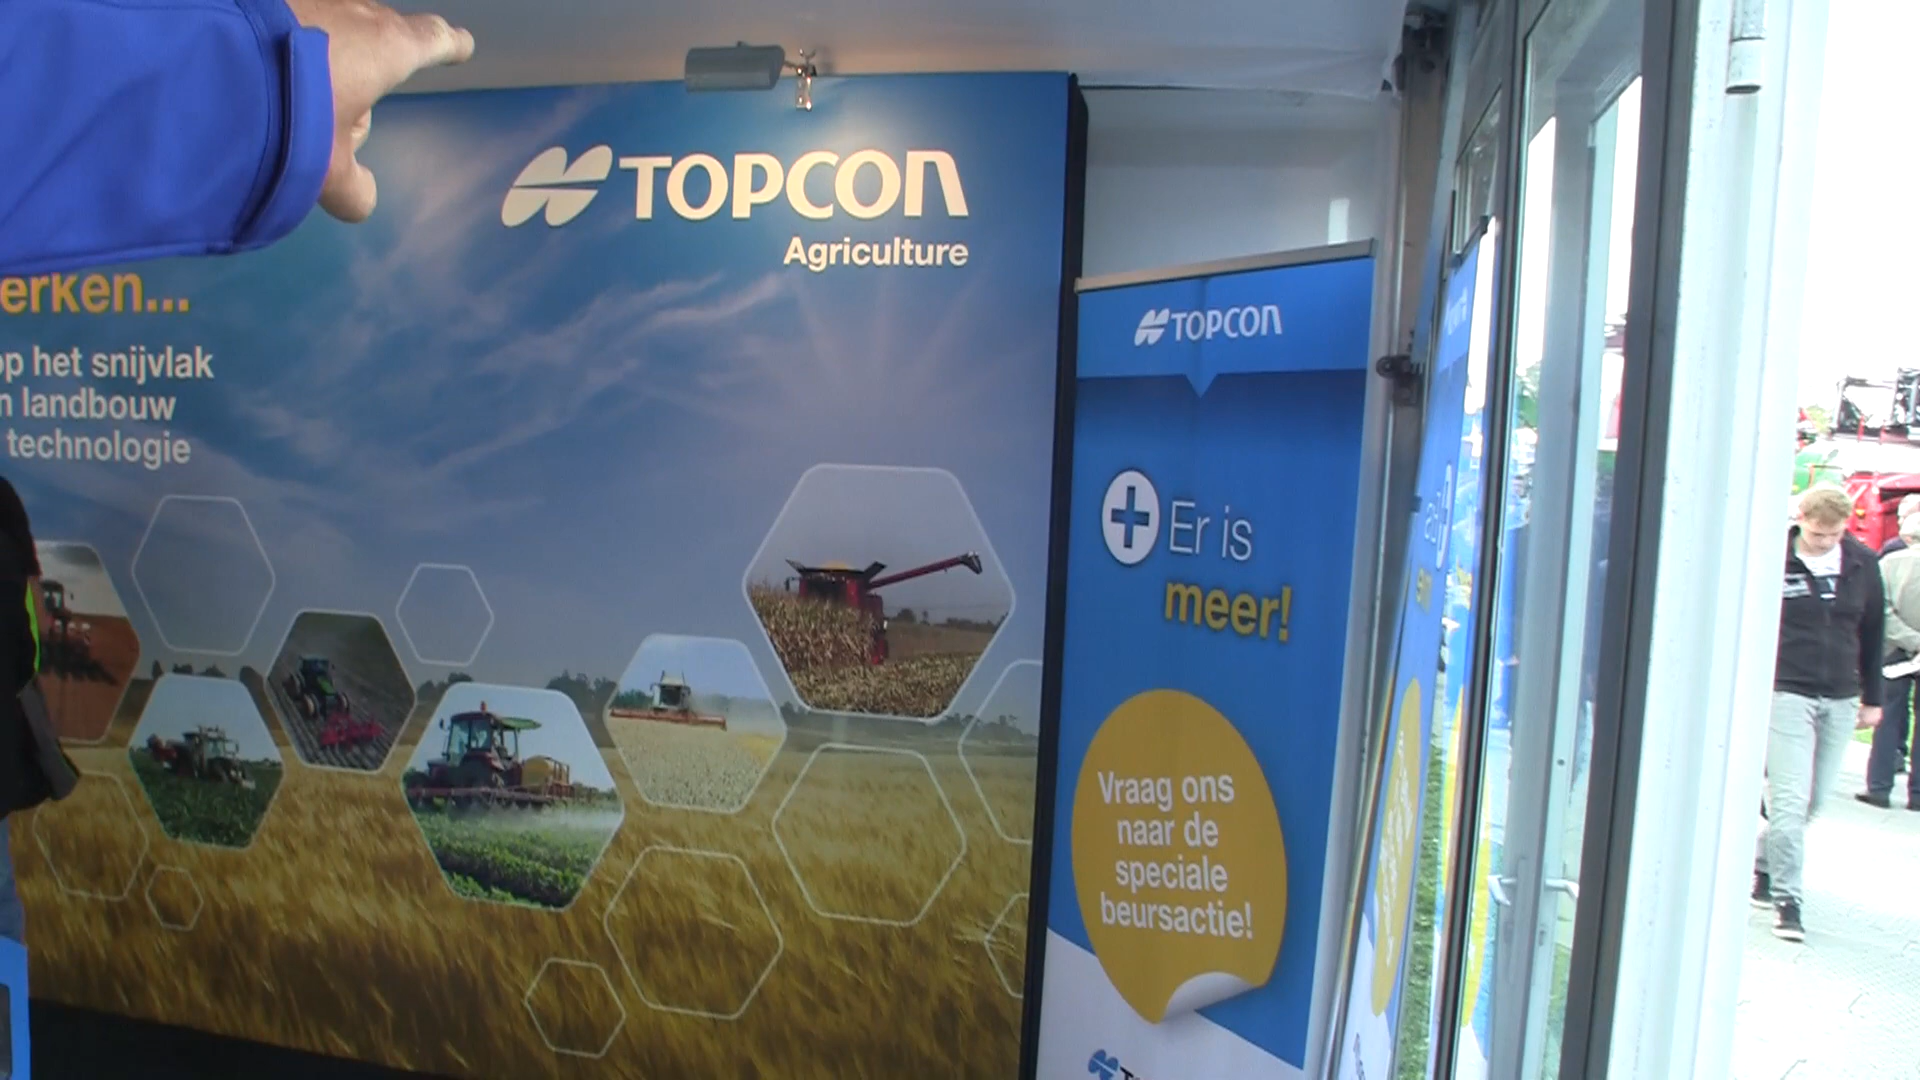 TOPCON
Agriculture
erken...
op het snijvlak
n landbouw
technologie
TOPCON
Er is
meer!
Vraag ons
naar de
speciale
beursactie!